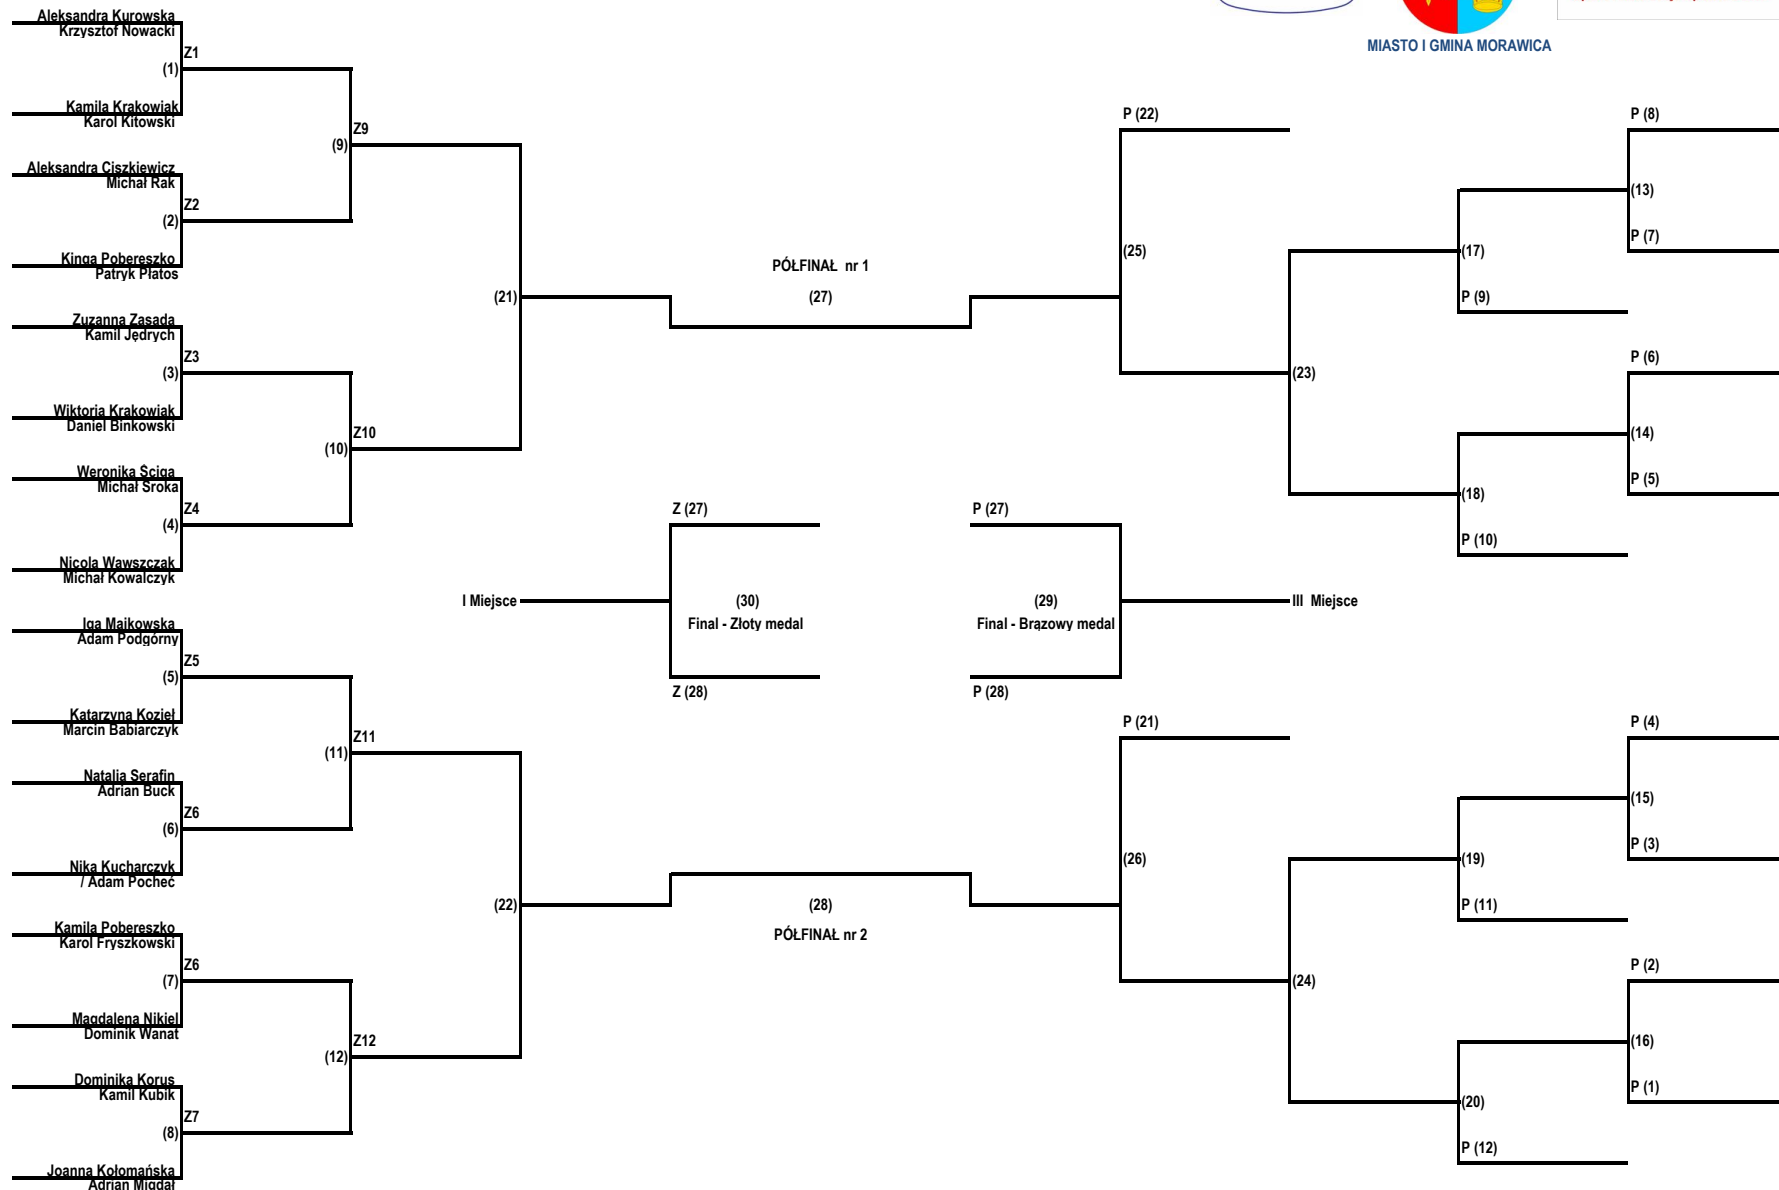 Aleksandra Kurowska
Krzysztof Nowacki
Z1
(1)
Kamila Krakowiak
Karol Kitowski
Z9
(9)
Aleksandra Ciszkiewicz
Michał Rak
Z2
(2)
Kinga Pobereszko
Patryk Płatos
(21)
Zuzanna Zasada
Kamil Jędrych
Z3
(3)
Wiktoria Krakowiak
Daniel Binkowski
Z10
(10)
Weronika Ściga
Michał Sroka
Z4
(4)
Nicola Wawszczak
Michał Kowalczyk
Iga Majkowska
Adam Podgórny
Z5
(5)
Katarzyna Kozieł
Marcin Babiarczyk
Z11
(11)
Natalia Serafin
Adrian Buck
Z6
(6)
Nika Kucharczyk
/ Adam Pocheć
(22)
Kamila Pobereszko
Karol Fryszkowski
Z6
(7)
Magdalena Nikiel
Dominik Wanat
Z12
(12)
Dominika Korus
Kamil Kubik
Z7
(8)
Joanna Kołomańska
Adrian Migdał
PÓŁFINAŁ nr 1
(27)
Z (27)
I Miejsce
(30)
Final - Złoty medal
Z (28)
P (27)
(29)
Final - Brązowy medal
III Miejsce
P (28)
(28)
PÓŁFINAŁ nr 2
MIASTO I GMINA MORAWICA
P (22)
(25)
(23)
(17)
P (9)
P (8)
(13)
P (7)
(18)
P (10)
P (6)
(14)
P (5)
P (21)
(26)
(24)
(19)
P (11)
P (4)
(15)
P (3)
(20)
P (12)
P (2)
(16)
P (1)